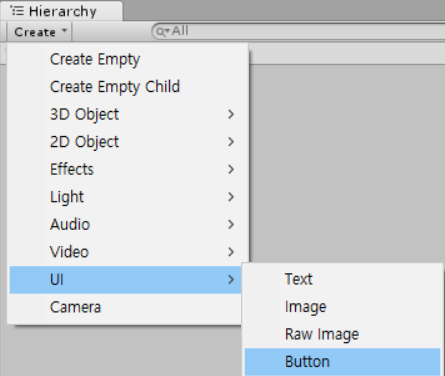 Hierarchy
Create
All
Create Empty
Create Empty Child
3D Object
2D Object
Effects
Light
Audio
Video
UI
Camera
Text
Image
Raw Image
Button